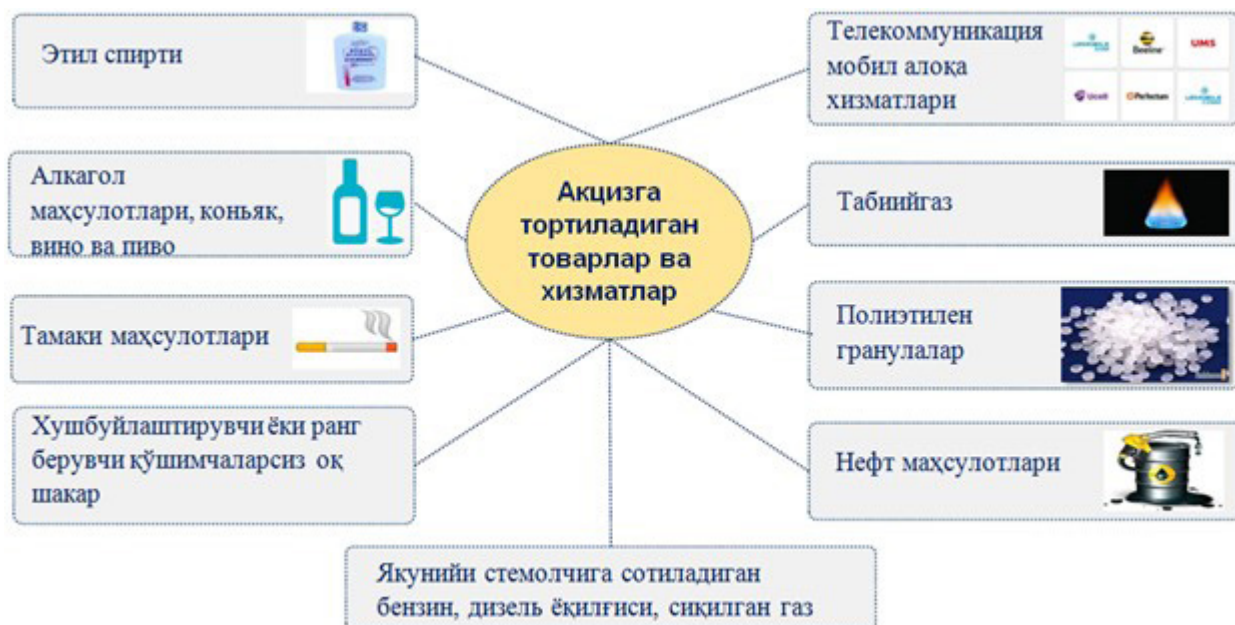 Этил спирти
Алкагол
маҳсулотлари, коньяк,
вино ва пиво
Тамаки маҳсулотлари
Хушбуйлаштирувчи ёки ранг
берувчи қўшимчаларсиз оқ
шакар
Акцизга
тортиладиган
товарлар ва
хизматлар
Телекоммуникация
мобил алоқа
хизматлари
Beeline
UMS
Ucell
Perfectum
Табиийгаз
Полиэтилен
гранулалар
Нефт маҳсулотлари
Якунийи стемолчига сотиладиган
бензин, дизель ёқилғиси, сиқилган газ